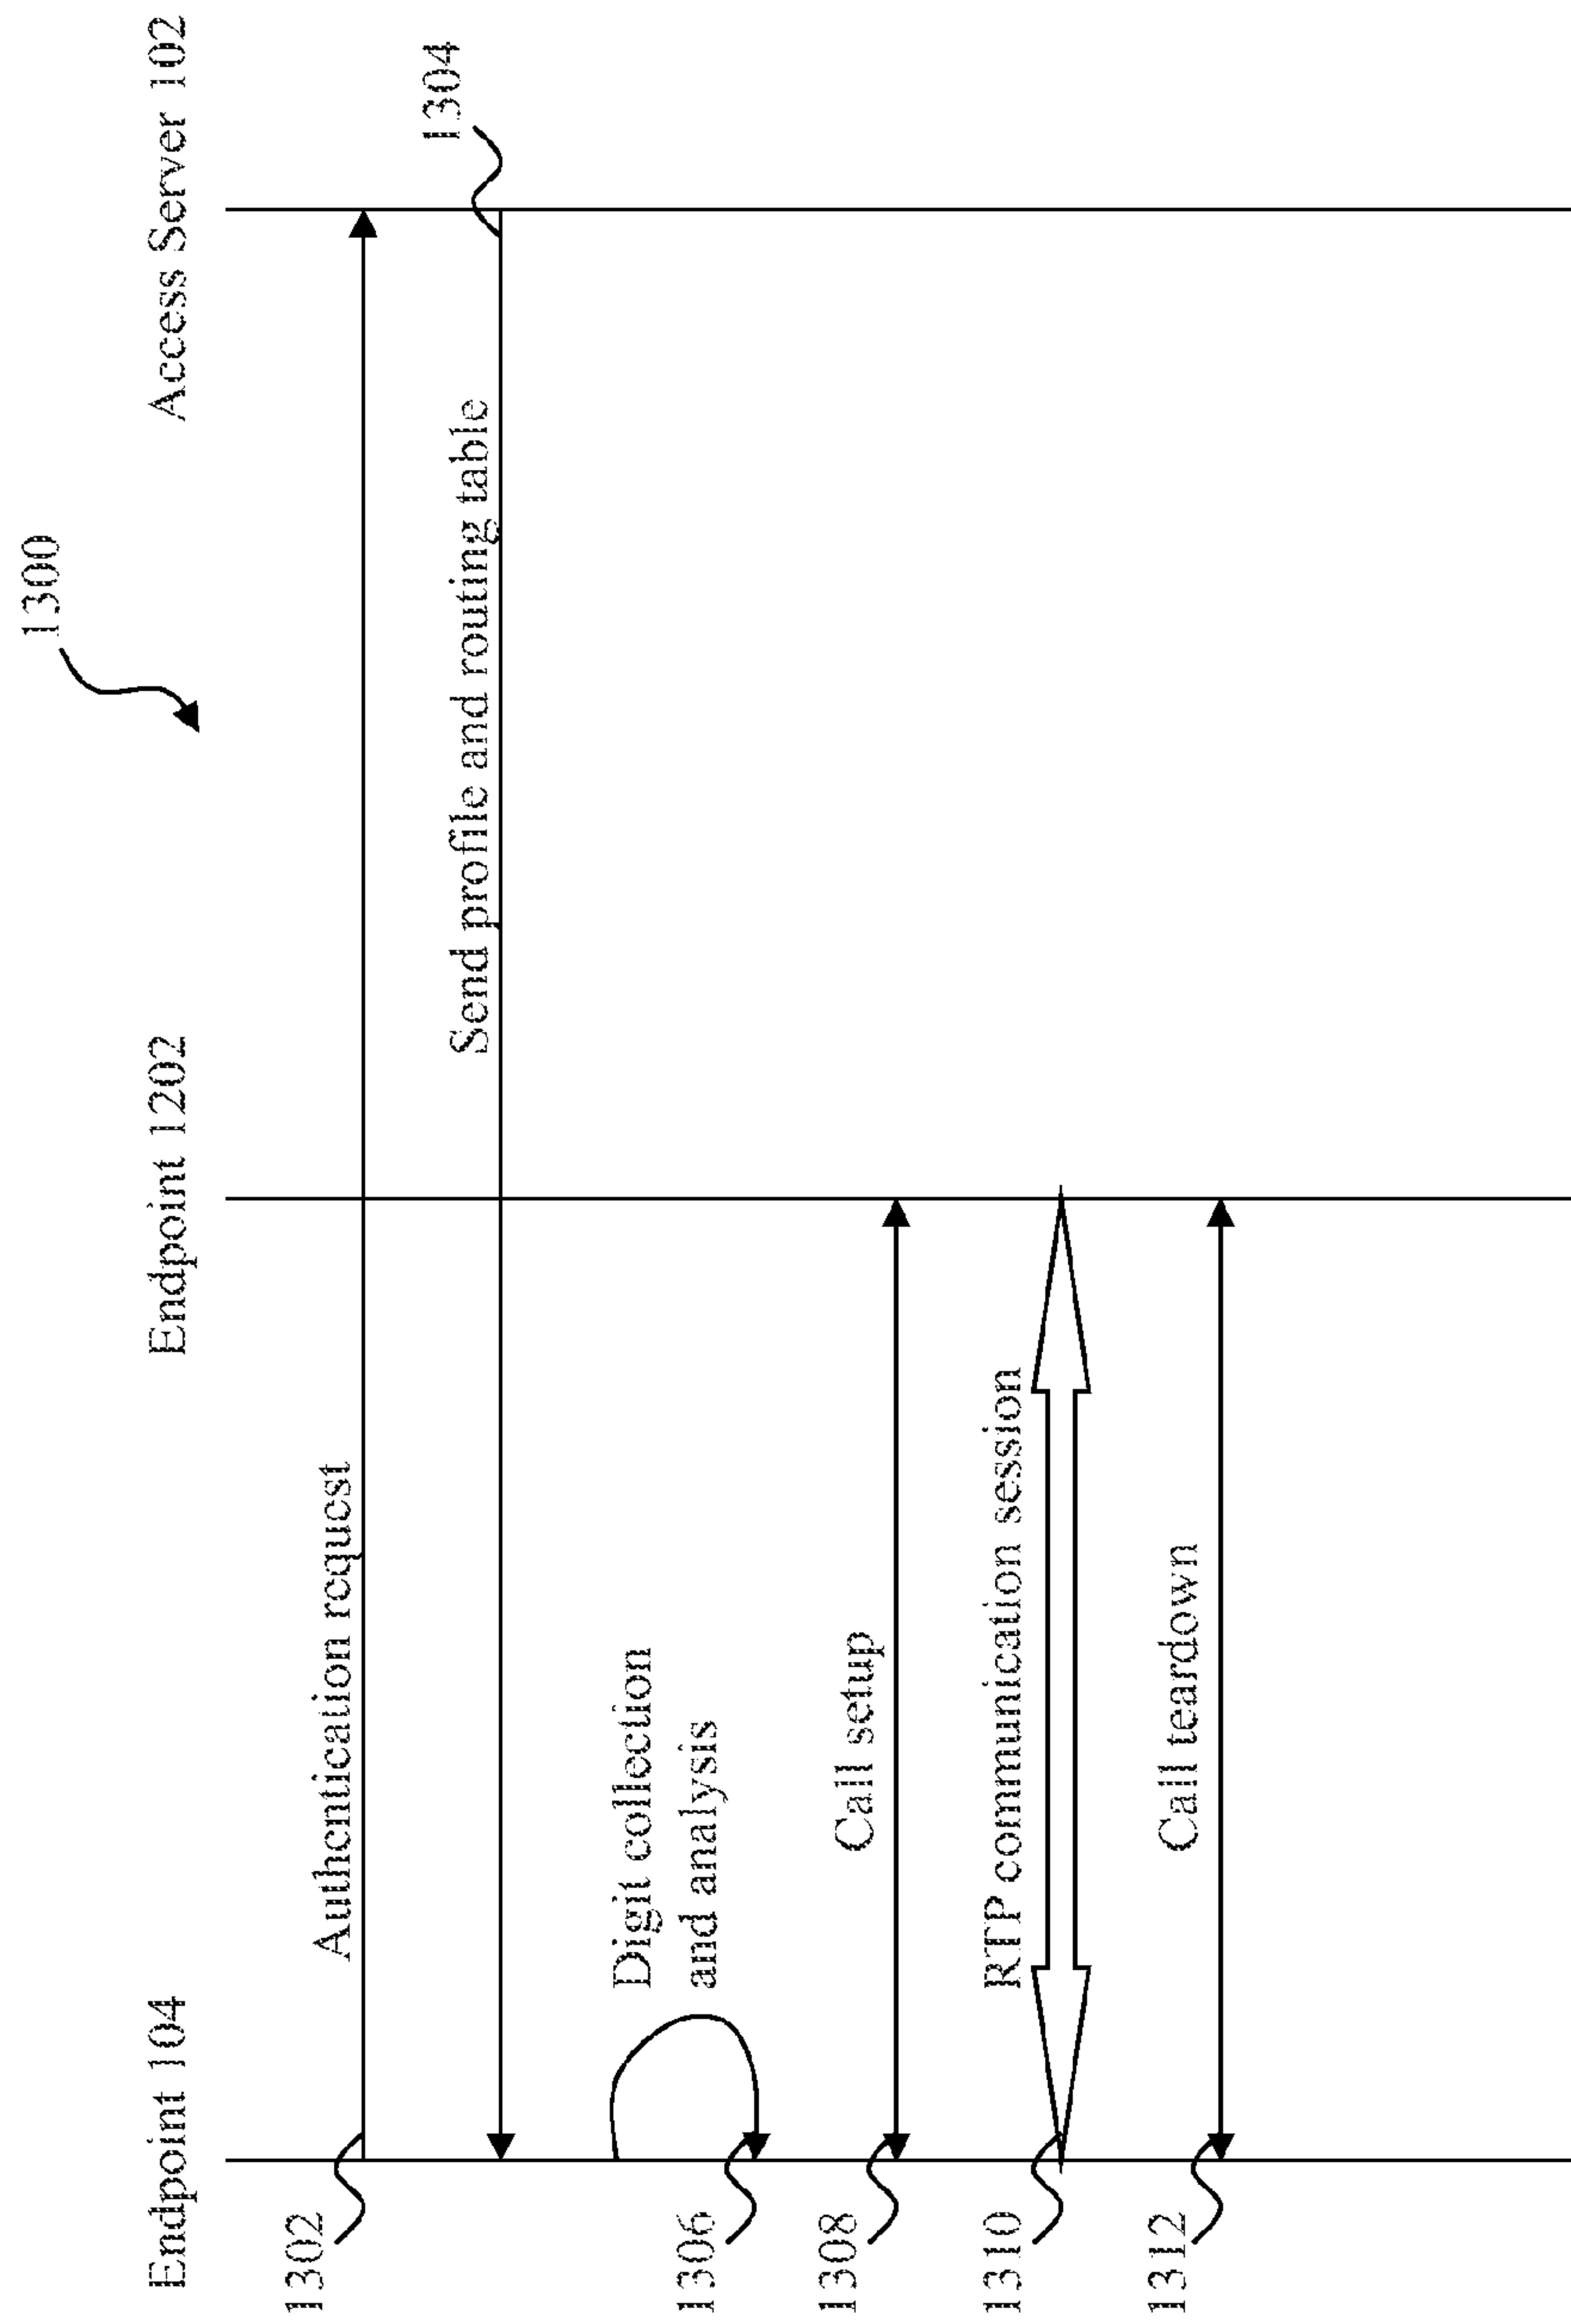 1300
Endpoint 104
Endpoint 1202
Access Server 102
1302
Authentication request
1304
Send profile and routing table
Digit collection
and analysis
1306
Call setup
1308
RTP communication session
1310
Call teardown
1312